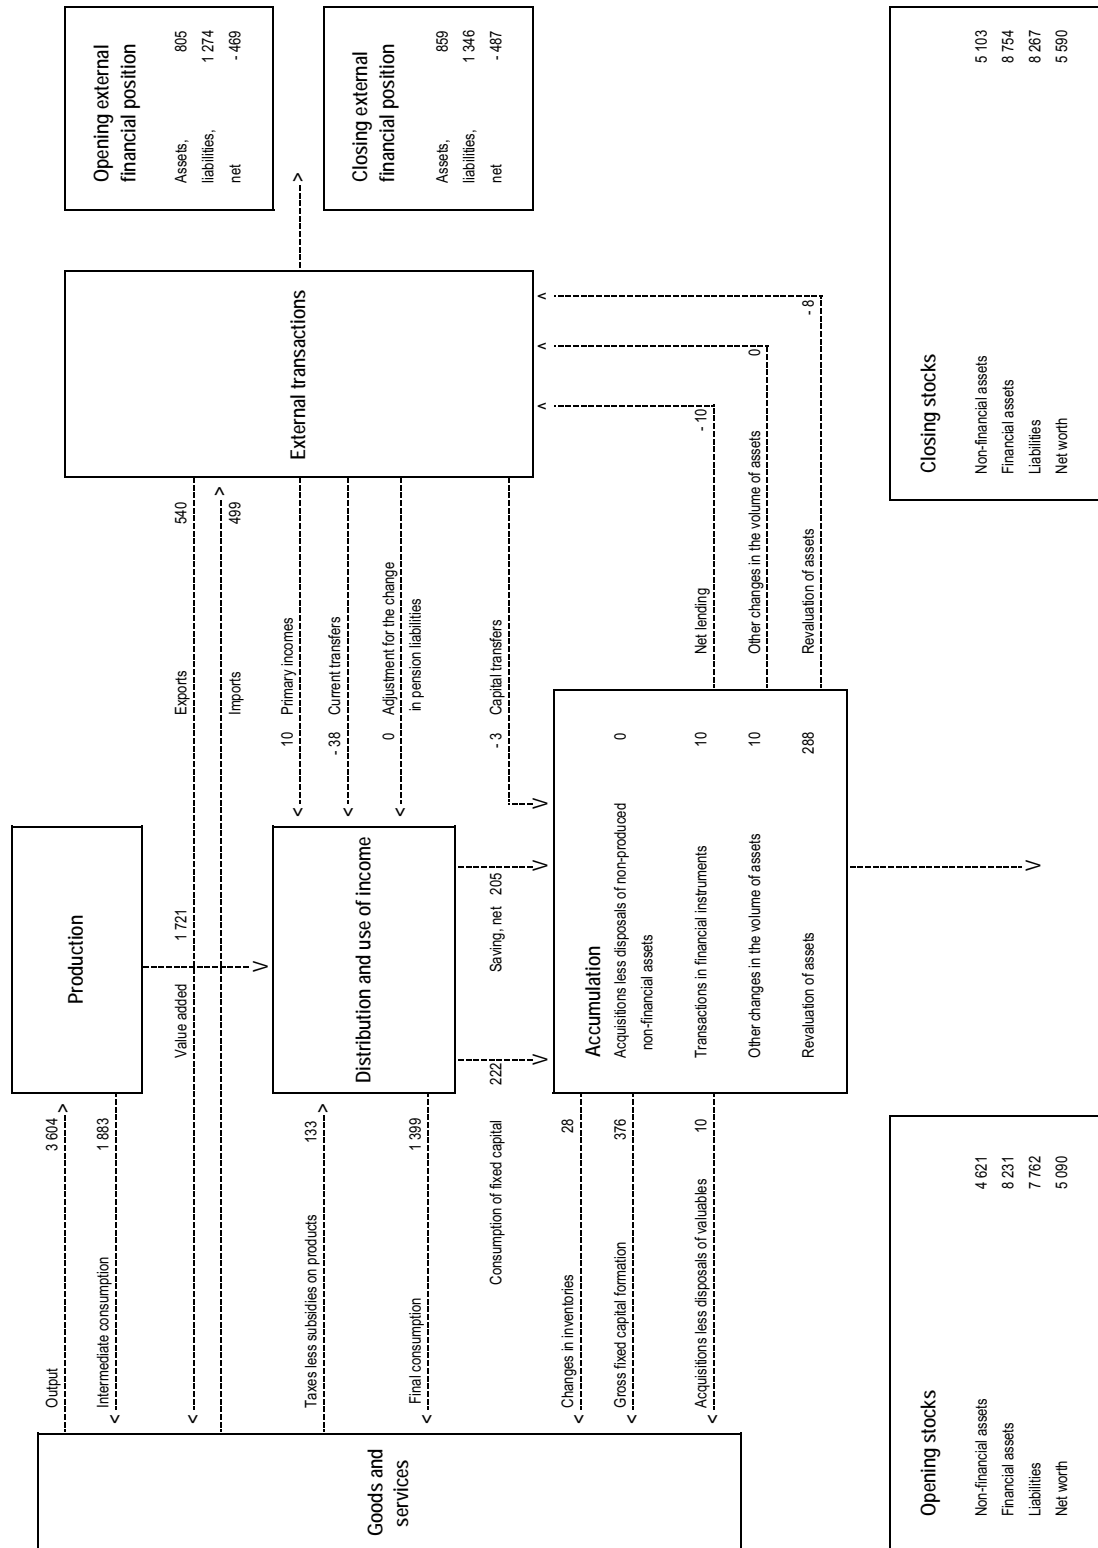 Goods and
services
Output
3 604
Intermediate consumption
1 883
Production
Value added
1 721
Exports
540
Imports
499
Taxes less subsidies on products
133
Final consumption
1 399
Distribution and use of income
10 Primary incomes
- 38 Current transfers
0 Adjustment for the change
in pension liabilities
- 3 Capital transfers
External transactions
Opening external
financial position
Assets, 805
liabilities, 1 274
net - 469
Closing external
financial position
Assets, 859
liabilities, 1 346
net - 487
Consumption of fixed capital 222
Saving, net 205
Changes in inventories
28
Gross fixed capital formation
376
Acquisitions less disposals of valuables
10
Accumulation
Acquisitions less disposals of non-produced 0
non-financial assets
Transactions in financial instruments 10
Other changes in the volume of assets 10
Revaluation of assets 288
Net lending
- 10
Other changes in the volume of assets
0
Revaluation of assets
- 8
Opening stocks
Non-financial assets 4 621
Financial assets 8 231
Liabilities 7 762
Net worth 5 090
Closing stocks
Non-financial assets 5 103
Financial assets 8 754
Liabilities 8 267
Net worth 5 590